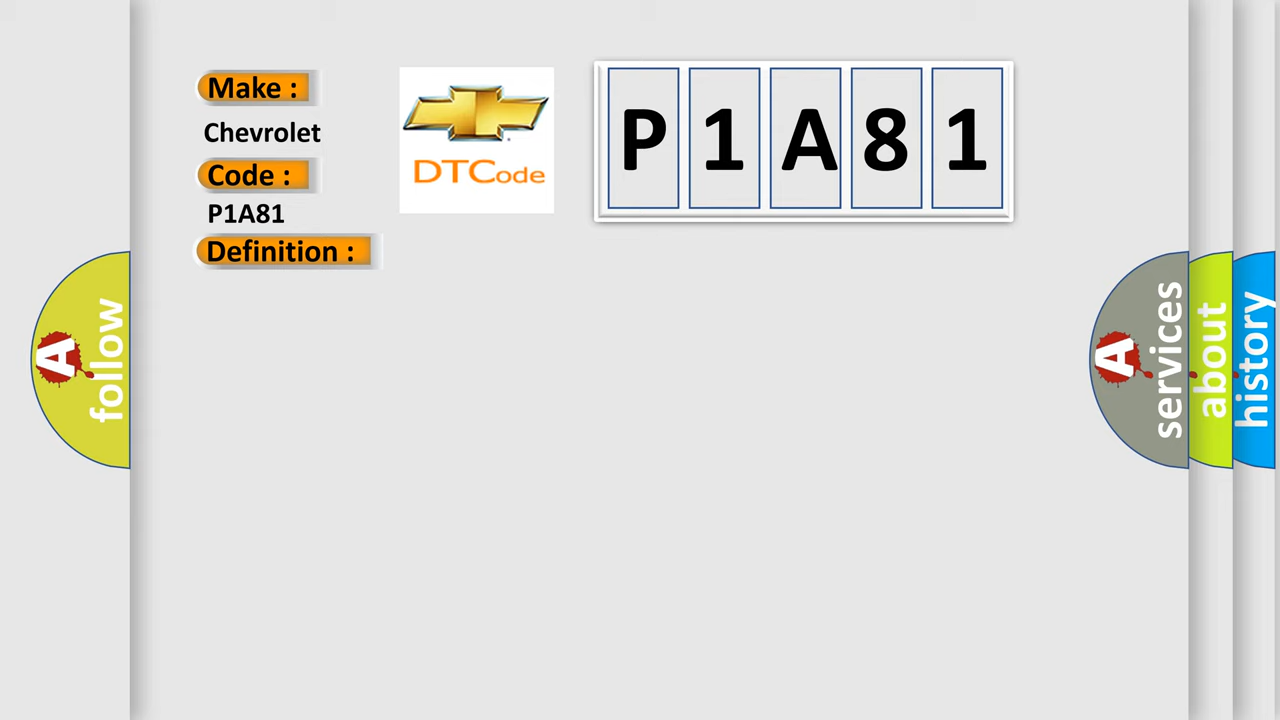 Make :
Chevrolet
Code :
P1A81
Definition :
DTCode
P1A81
A follow
A services
about
history